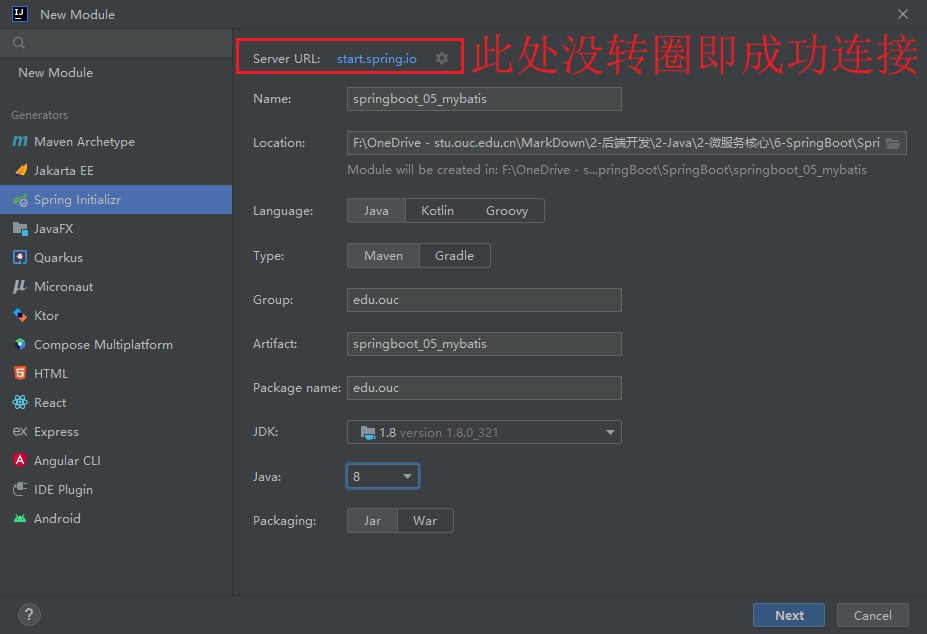 New Module
New Module
Generators
Maven Archetype
Jakarta EE
Spring Initializr
JavaFX
Quarkus
Micronaut
Ktor
Compose Multiplatform
HTML
React
Express
Angular CLI
IDE Plugin
Android
Server URL: start.spring.io
此处没转圈即成功连接
Name: springboot_05_mybatis
Location: F:\OneDrive - stu.ouc.edu.cn\MarkDown\2-后端开发\2-Java\2-微服务核心\6-SpringBoot\Spri
Module will be created in: F:\OneDrive - s...pringBoot\SpringBoot\springboot_05_mybatis
Language: Java Kotlin Groovy
Type: Maven Gradle
Group: edu.ouc
Artifact: springboot_05_mybatis
Package name: edu.ouc
JDK: 1.8 version 1.8.0_321
Java: 8
Packaging: Jar War
? Next Cancel